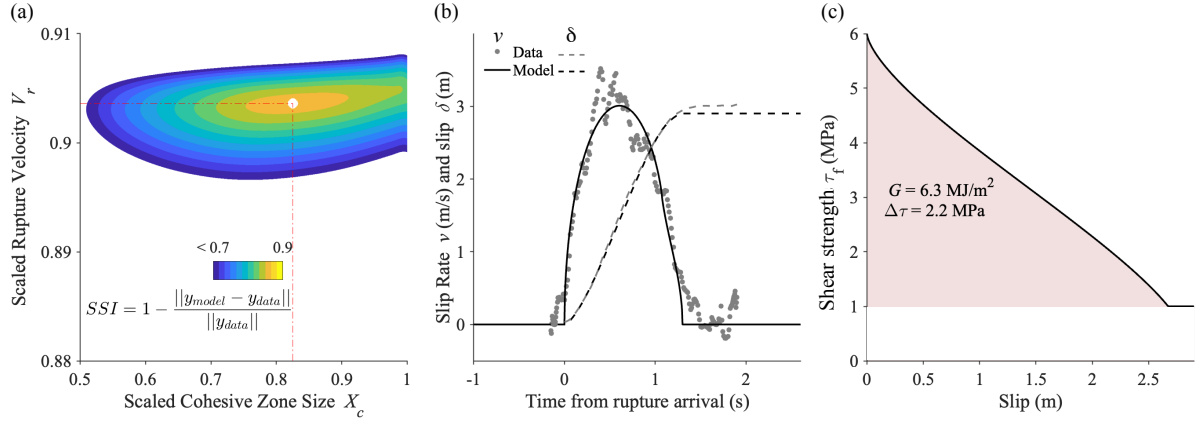 (a)
0.91
0.9
0.89
0.88
Scaled Rupture Velocity V_r
< 0.7 0.9
SSI = 1 - ||y_model − y_data|| / ||y_data||
0.5 0.6 0.7 0.8 0.9 1
Scaled Cohesive Zone Size X_c
(b)
v δ
Data
Model
4
3
2
1
0
Slip Rate v (m/s) and slip δ (m)
-1 0 1 2
Time from rupture arrival (s)
(c)
6
5
4
3
2
1
0
Shear strength τ_f (MPa)
G = 6.3 MJ/m²
Δτ = 2.2 MPa
0 0.5 1 1.5 2 2.5
Slip (m)